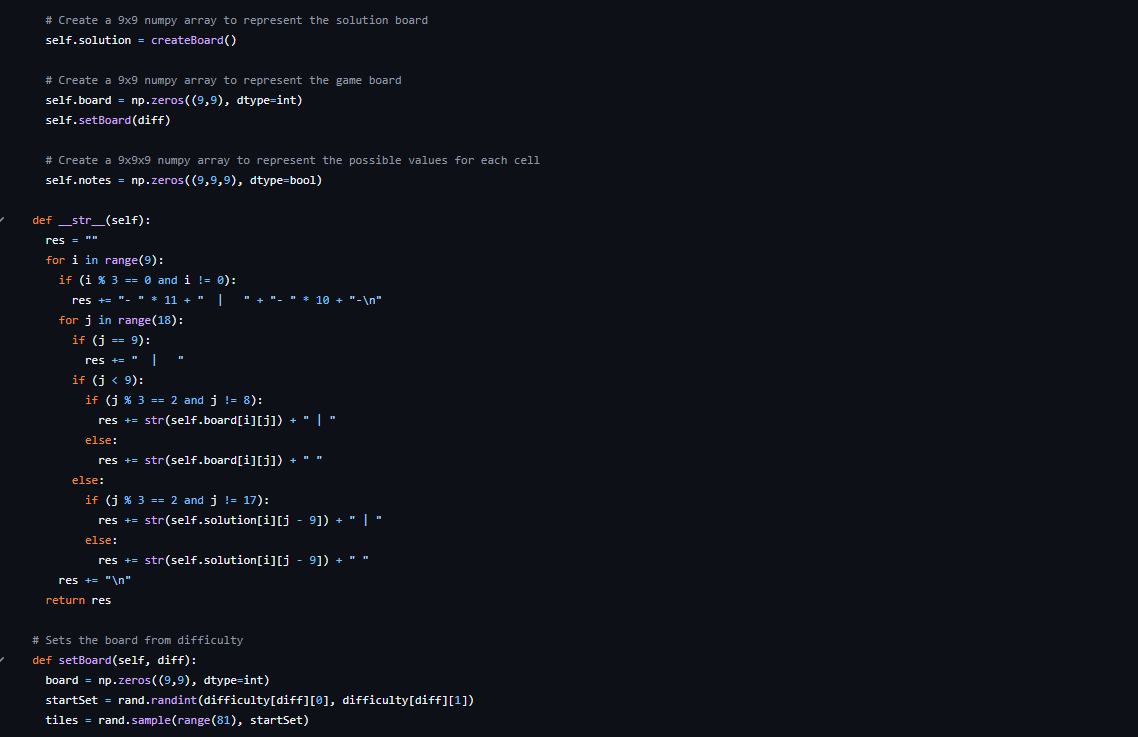 # Create a 9x9 numpy array to represent the solution board
self.solution = createBoard()
# Create a 9x9 numpy array to represent the game board
self.board = np.zeros((9,9), dtype=int)
self.setBoard(diff)
# Create a 9x9x9 numpy array to represent the possible values for each cell
self.notes = np.zeros((9,9,9), dtype=bool)
def __str__(self):
res = ""
for i in range(9):
if (i % 3 == 0 and i != 0):
res += "- " * 11 + "  |   " + "- " * 10 + "-\n"
for j in range(18):
if (j == 9):
res += "  |   "
if (j < 9):
if (j % 3 == 2 and j != 8):
res += str(self.board[i][j]) + " | "
else:
res += str(self.board[i][j]) + " "
else:
if (j % 3 == 2 and j != 17):
res += str(self.solution[i][j - 9]) + " | "
else:
res += str(self.solution[i][j - 9]) + " "
res += "\n"
return res
# Sets the board from difficulty
def setBoard(self, diff):
board = np.zeros((9,9), dtype=int)
startSet = rand.randint(difficulty[diff][0], difficulty[diff][1])
tiles = rand.sample(range(81), startSet)